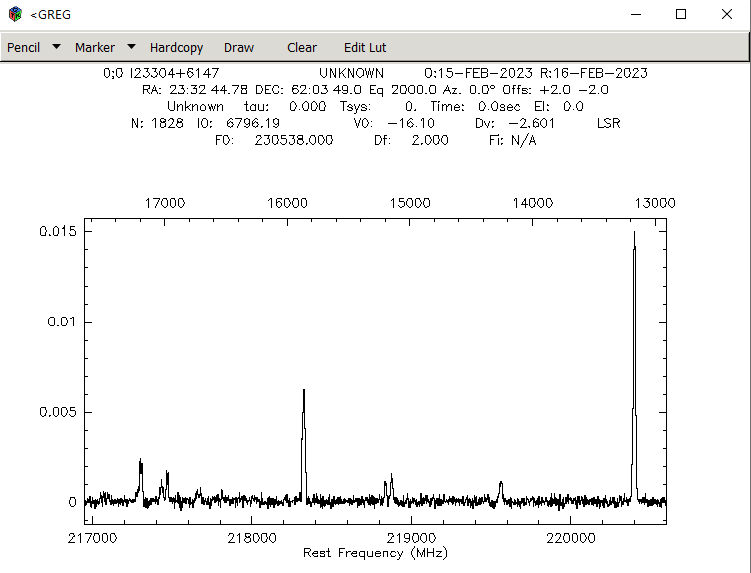 <GREG
Pencil Marker Hardcopy Draw Clear Edit Lut
0;0 I23304+6147 UNKNOWN O:15-FEB-2023 R:16-FEB-2023
RA: 23:32 44.78 DEC: 62:03 49.0 Eq 2000.0 Az. 0.0° Offs: +2.0 -2.0
Unknown tau: 0.000 Tsys: 0. Time: 0.0sec El: 0.0
N: 1828 I0: 6796.19 V0: -16.10 Dv: -2.601 LSR
F0: 230538.000 Df: 2.000 Fi: N/A
17000 16000 15000 14000 13000
0.015
0.01
0.005
0
217000 218000 219000 220000
Rest Frequency (MHz)